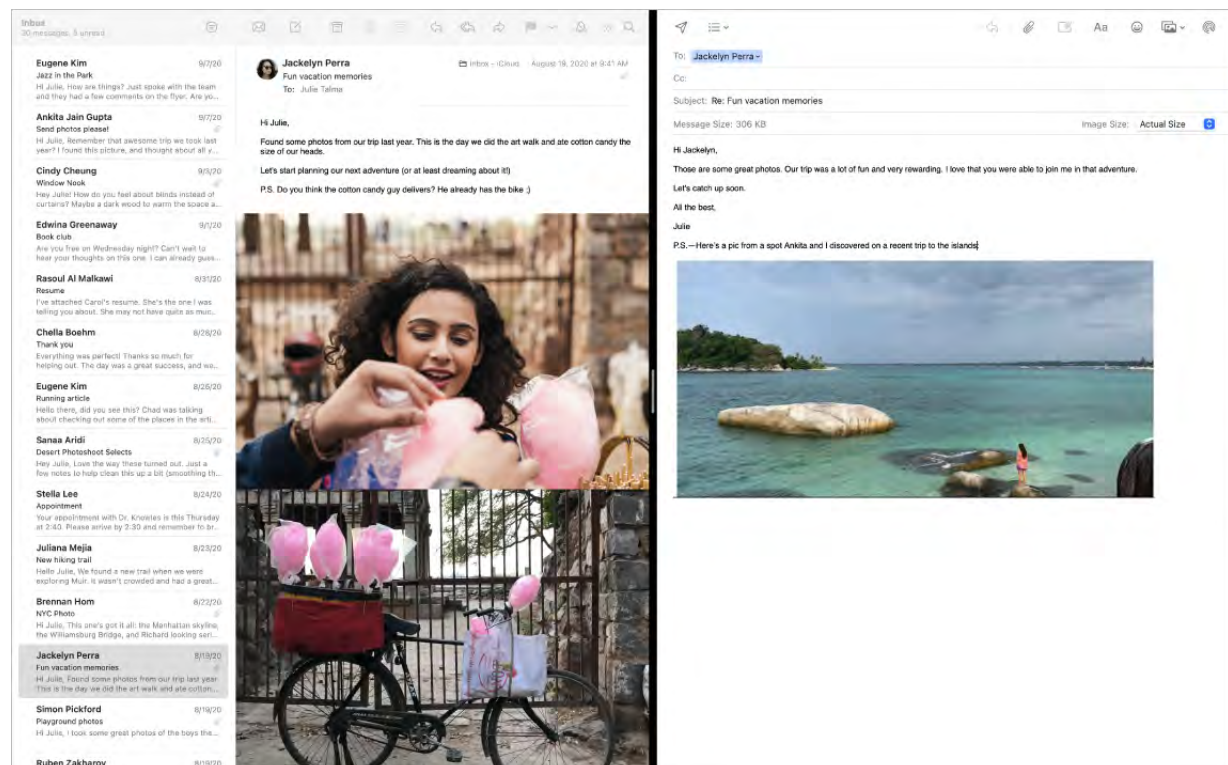 Inbox
30 messages, 5 unread
Eugene Kim 9/7/20
Jazz in the Park
Hi Julie, How are things? Just spoke with the team
and they had a few comments on the flyer. Are yo...
Ankita Jain Gupta 9/7/20
Send photos please!
Hi Julie, Remember that awesome trip we took last
year? I found this picture, and thought about all y...
Cindy Cheung 9/5/20
Window Nook
Hey Julie! How do you feel about blinds instead of
curtains? Maybe a dark wood to warm the space a...
Edwina Greenaway 9/1/20
Book club
Are you free on Wednesday night? Can't wait to
hear your thoughts on this one. I can already gues...
Rasoul Al Malkawi 8/31/20
Resume
I've attached Carol's resume. She's the one I was
telling you about. She may not have quite as muc...
Chella Boehm 8/28/20
Thank you
Everything was perfect! Thanks so much for
helping out. The day was a great success, and we...
Eugene Kim 8/26/20
Running article
Hello there, did you see this? Chad was talking
about checking out some of the places in the arti...
Sanaa Aridi 8/25/20
Desert Photoshoot Selects
Hey Julie, Love the way these turned out. Just a
few notes to help clean this up a bit (smoothing th...
Stella Lee 8/24/20
Appointment
Your appointment with Dr. Knowles is this Thursday
at 2:40. Please arrive by 2:30 and remember to br...
Juliana Mejia 8/23/20
New hiking trail
Hello Julie, We found a new trail when we were
exploring Muir. It wasn't crowded and had a great...
Brennan Hom 8/22/20
NYC Photo
Hi Julie, This one's got it all: the Manhattan skyline,
the Williamsburg Bridge, and Richard looking seri...
Jackelyn Perra 8/19/20
Fun vacation memories
Hi Julie, Found some photos from our trip last year.
This is the day we did the art walk and ate cotton...
Simon Pickford 8/19/20
Playground photos
Hi Julie, I took some great photos of the boys the...
Ruben Zakharov 8/19/20
Jackelyn Perra Inbox - iCloud August 19, 2020 at 9:41 AM
Fun vacation memories
To: Julie Talma
Hi Julie,
Found some photos from our trip last year. This is the day we did the art walk and ate cotton candy the
size of our heads.
Let's start planning our next adventure (or at least dreaming about it!)
P.S. Do you think the cotton candy guy delivers? He already has the bike ;)
Aa
To: Jackelyn Perra
Cc:
Subject: Re: Fun vacation memories
Message Size: 306 KB Image Size: Actual Size
Hi Jackelyn,
Those are some great photos. Our trip was a lot of fun and very rewarding. I love that you were able to join me in that adventure.
Let's catch up soon.
All the best,
Julie
P.S.—Here's a pic from a spot Ankita and I discovered on a recent trip to the islands